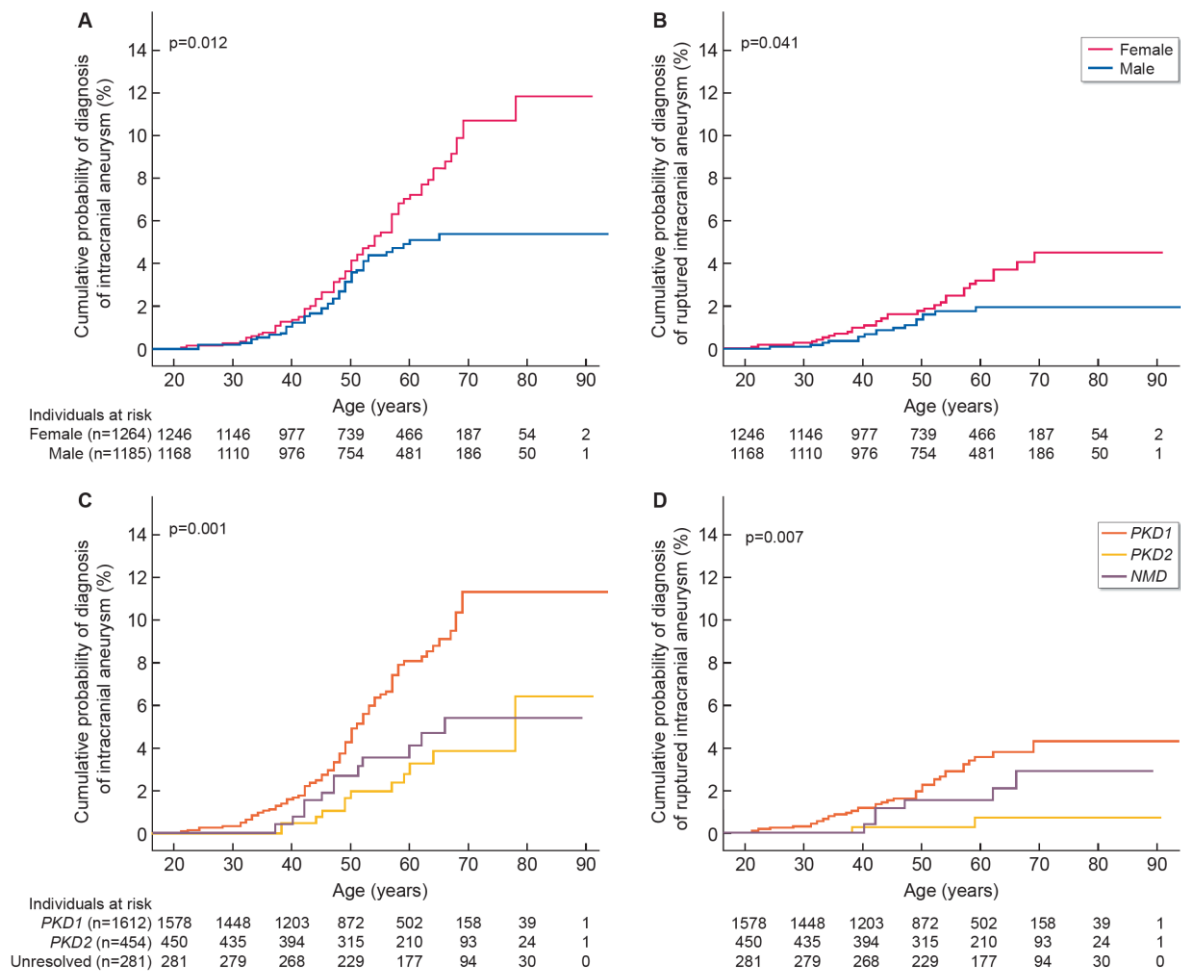 A
p=0.012
Cumulative probability of diagnosis
of intracranial aneurysm (%)
14
12
10
8
6
4
2
0
20 30 40 50 60 70 80 90
Age (years)
B
p=0.041
Female
Male
Cumulative probability of diagnosis
of ruptured intracranial aneurysm (%)
14
12
10
8
6
4
2
0
20 30 40 50 60 70 80 90
Age (years)
Individuals at risk
Female (n=1264) 1246 1146 977 739 466 187 54 2
Male (n=1185) 1168 1110 976 754 481 186 50 1
1246 1146 977 739 466 187 54 2
1168 1110 976 754 481 186 50 1
C
p=0.001
Cumulative probability of diagnosis
of intracranial aneurysm (%)
14
12
10
8
6
4
2
0
20 30 40 50 60 70 80 90
Age (years)
D
p=0.007
PKD1
PKD2
NMD
Cumulative probability of diagnosis
of ruptured intracranial aneurysm (%)
14
12
10
8
6
4
2
0
20 30 40 50 60 70 80 90
Age (years)
Individuals at risk
PKD1 (n=1612) 1578 1448 1203 872 502 158 39 1
PKD2 (n=454) 450 435 394 315 210 93 24 1
Unresolved (n=281) 281 279 268 229 177 94 30 0
1578 1448 1203 872 502 158 39 1
450 435 394 315 210 93 24 1
281 279 268 229 177 94 30 0